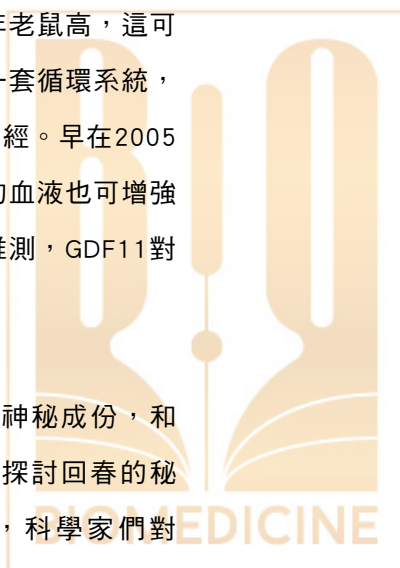 年老鼠高，這可
一套循環系統，
經。早在2005
的血液也可增強
推測，GDF11對
神秘成份，和
探討回春的秘
，科學家們對
BIO
BIOMEDICINE